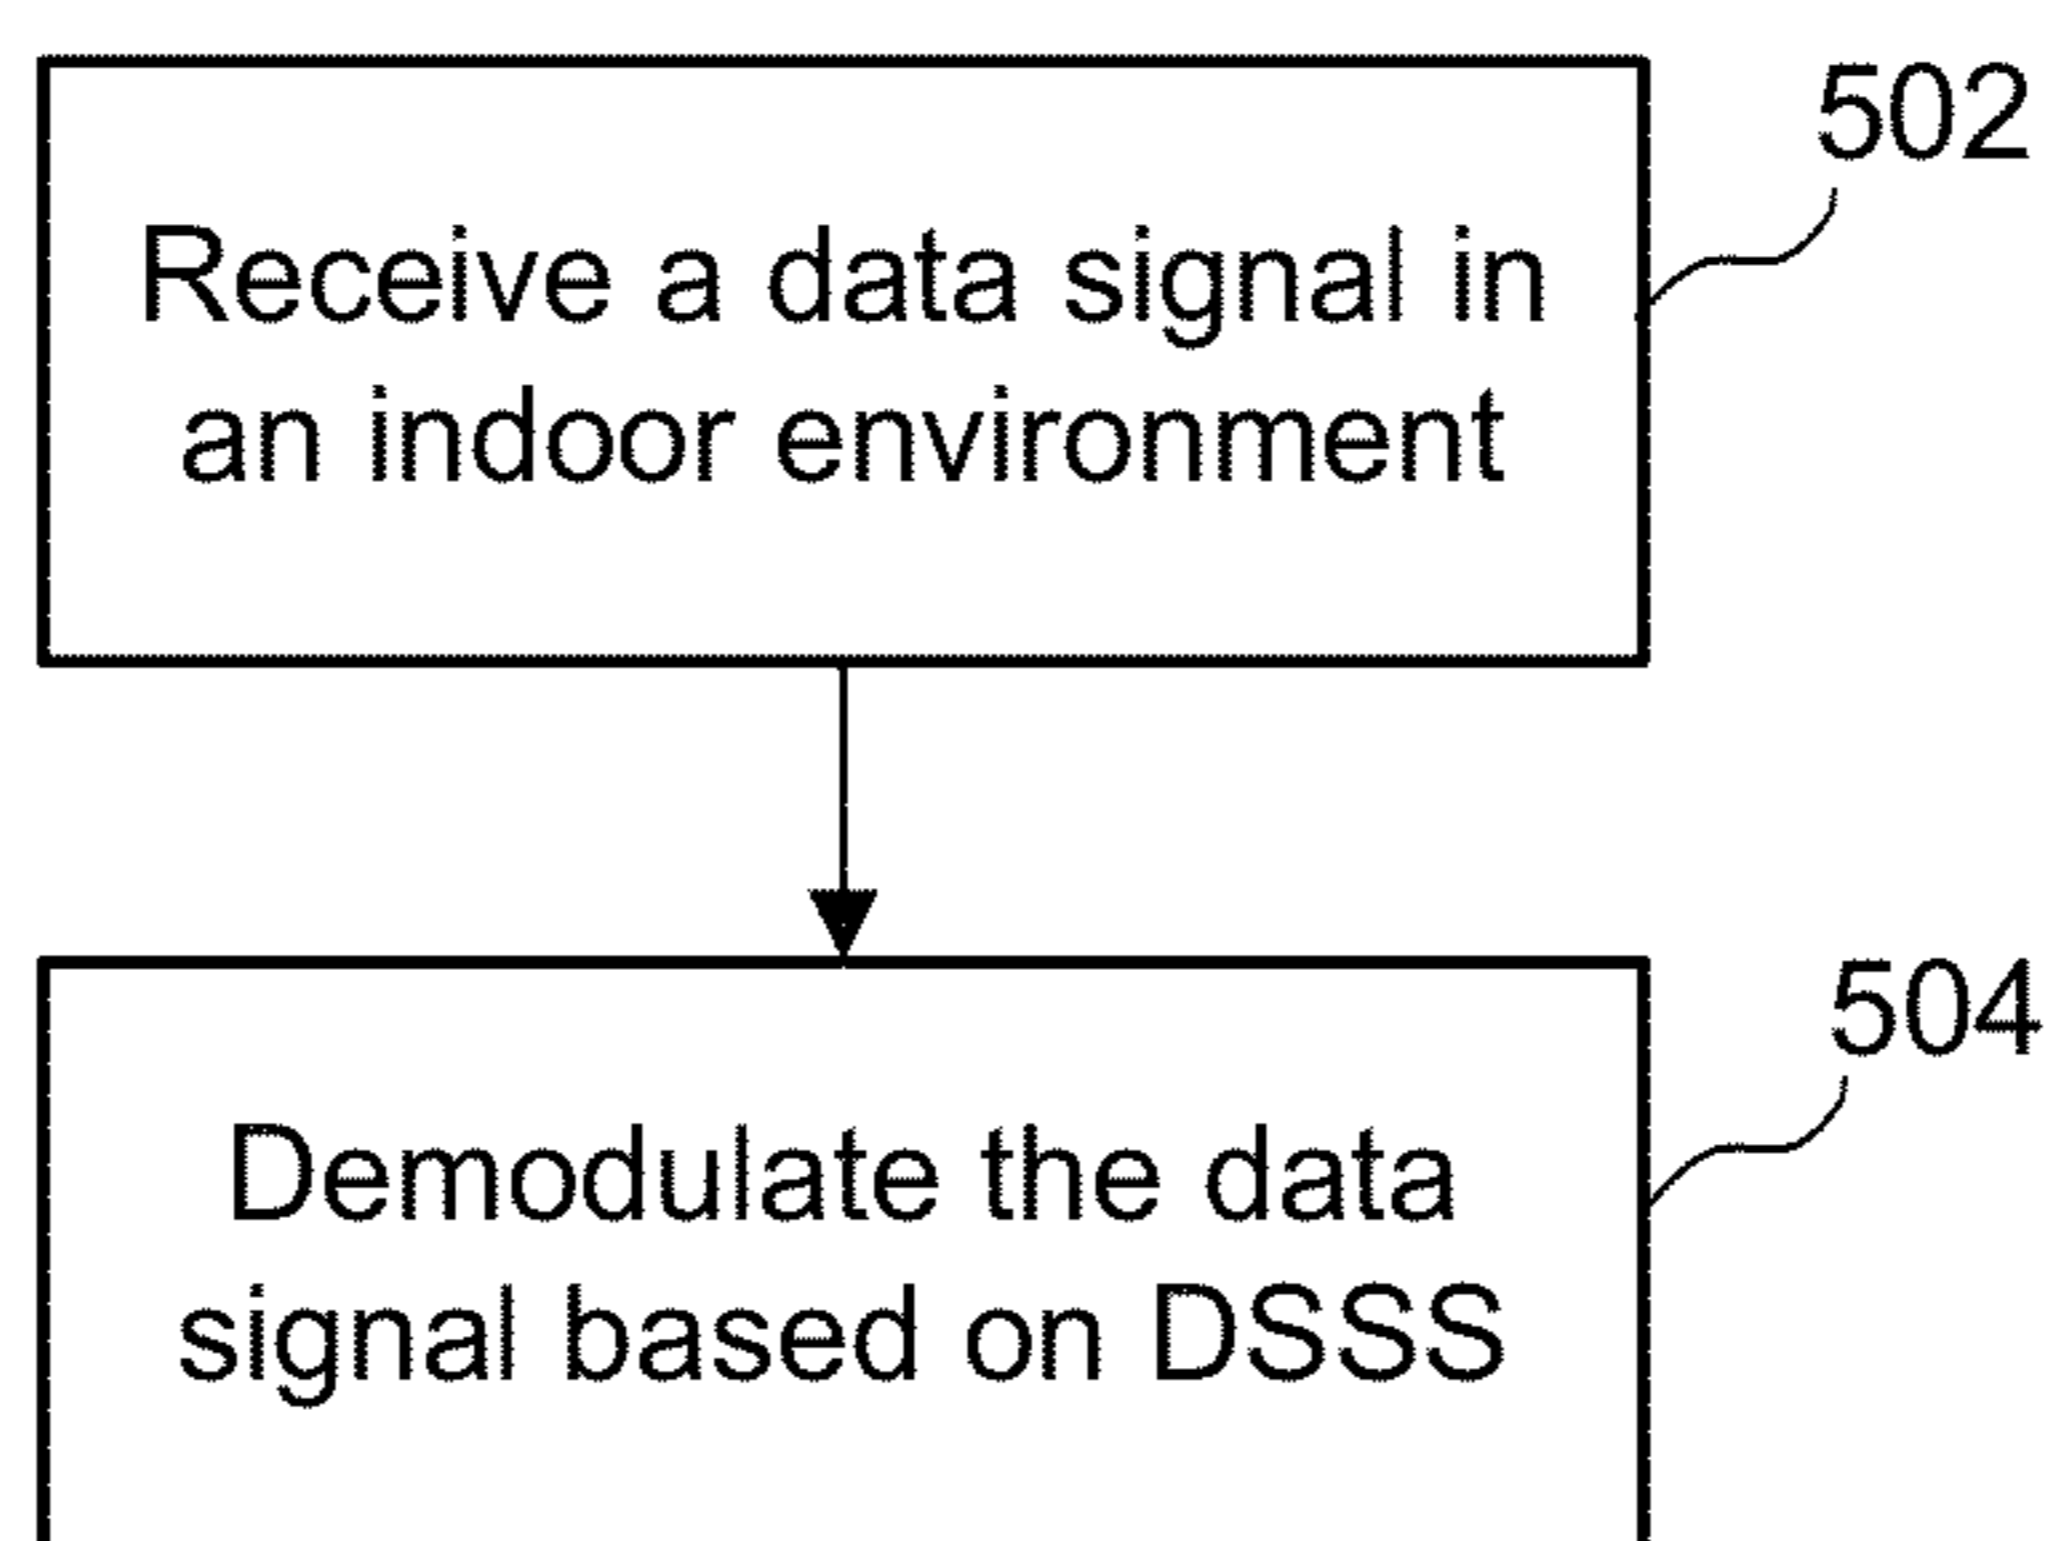 502
Receive a data signal in
an indoor environment
504
Demodulate the data
signal based on DSSS